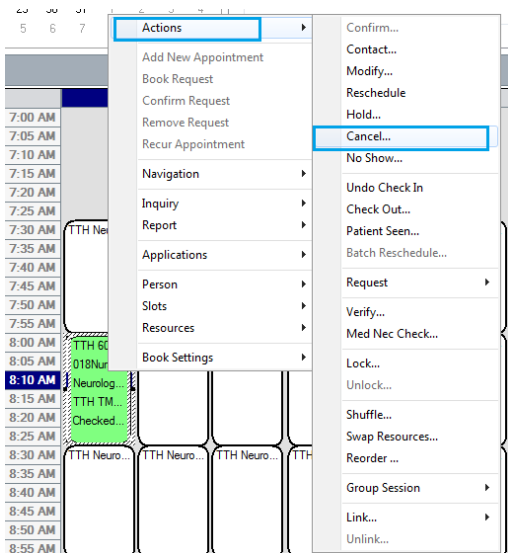 5 6 7
Actions
Add New Appointment
Book Request
Confirm Request
Remove Request
Recur Appointment
Navigation
Inquiry
Report
Applications
Person
Slots
Resources
Book Settings
Confirm...
Contact...
Modify...
Reschedule
Hold...
Cancel...
No Show...
Undo Check In
Check Out...
Patient Seen...
Batch Reschedule...
Request
Verify...
Med Nec Check...
Lock...
Unlock...
Shuffle...
Swap Resources...
Reorder ...
Group Session
Link...
Unlink...
7:00 AM
7:05 AM
7:10 AM
7:15 AM
7:20 AM
7:25 AM
7:30 AM
7:35 AM
7:40 AM
7:45 AM
7:50 AM
7:55 AM
8:00 AM
8:05 AM
8:10 AM
8:15 AM
8:20 AM
8:25 AM
8:30 AM
8:35 AM
8:40 AM
8:45 AM
8:50 AM
8:55 AM
TTH Neu
TTH 60
018Nur
Neurolog...
TTH TM...
Checked...
TTH Neuro... TTH Neuro... TTH Neuro... TTH